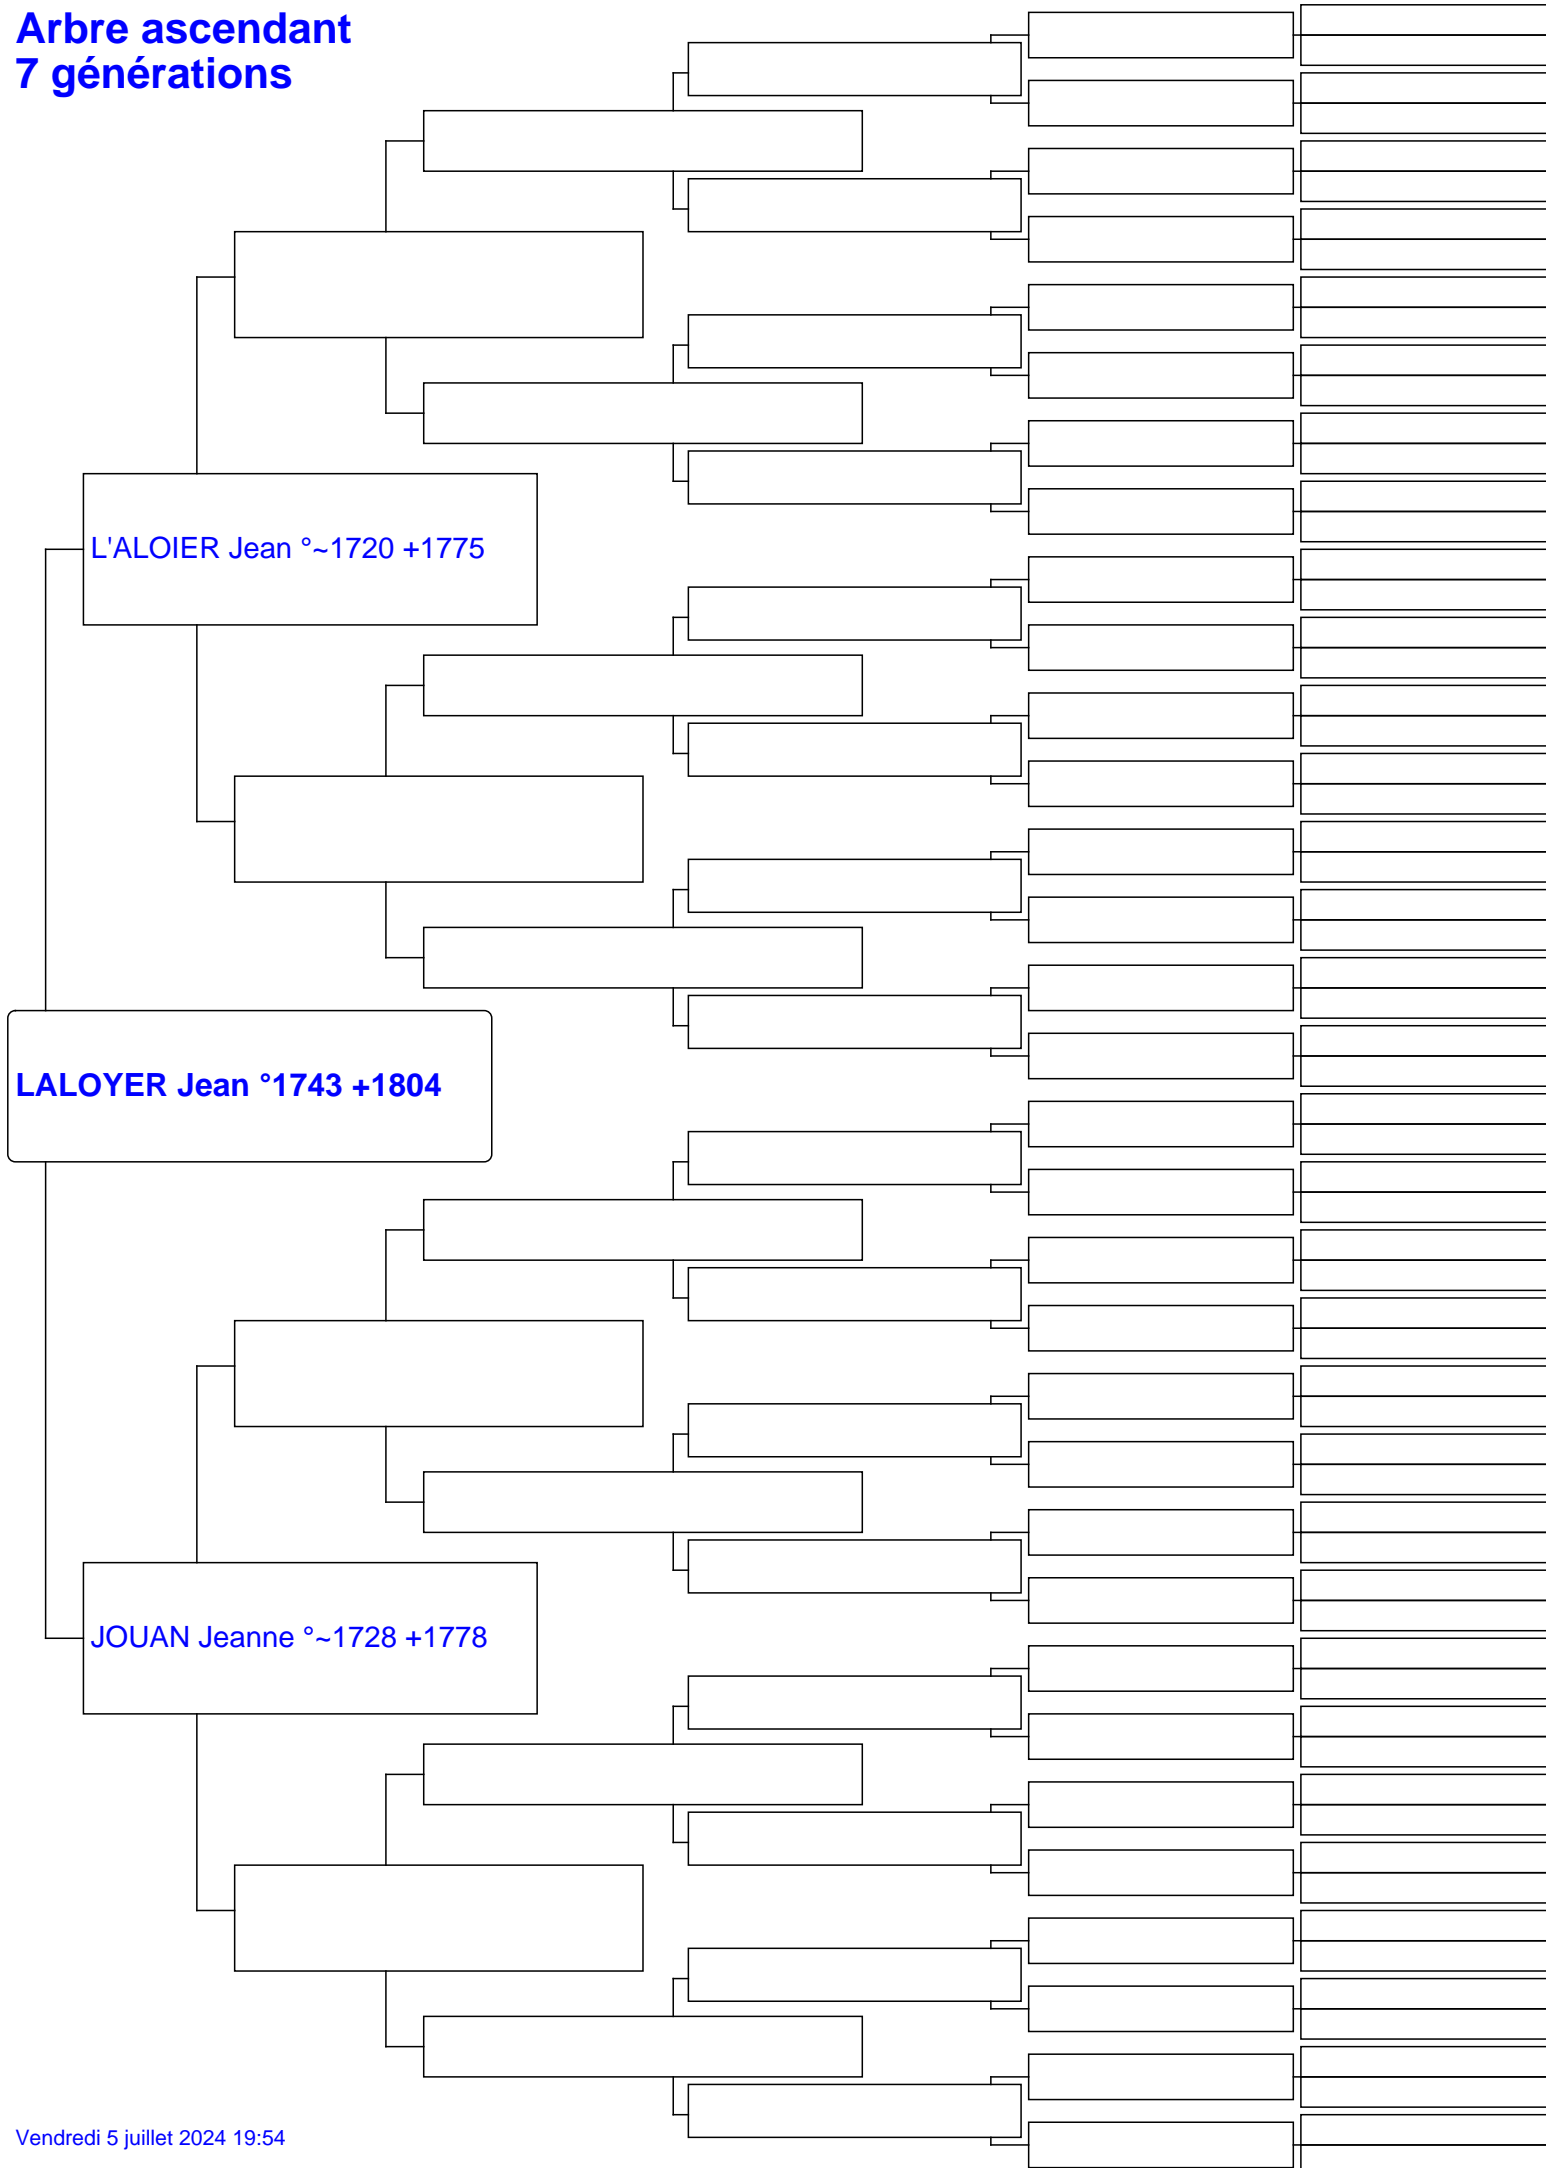 Arbre ascendant
7 générations
L'ALOIER Jean °~1720 +1775
LALOYER Jean °1743 +1804
JOUAN Jeanne °~1728 +1778
Vendredi 5 juillet 2024 19:54